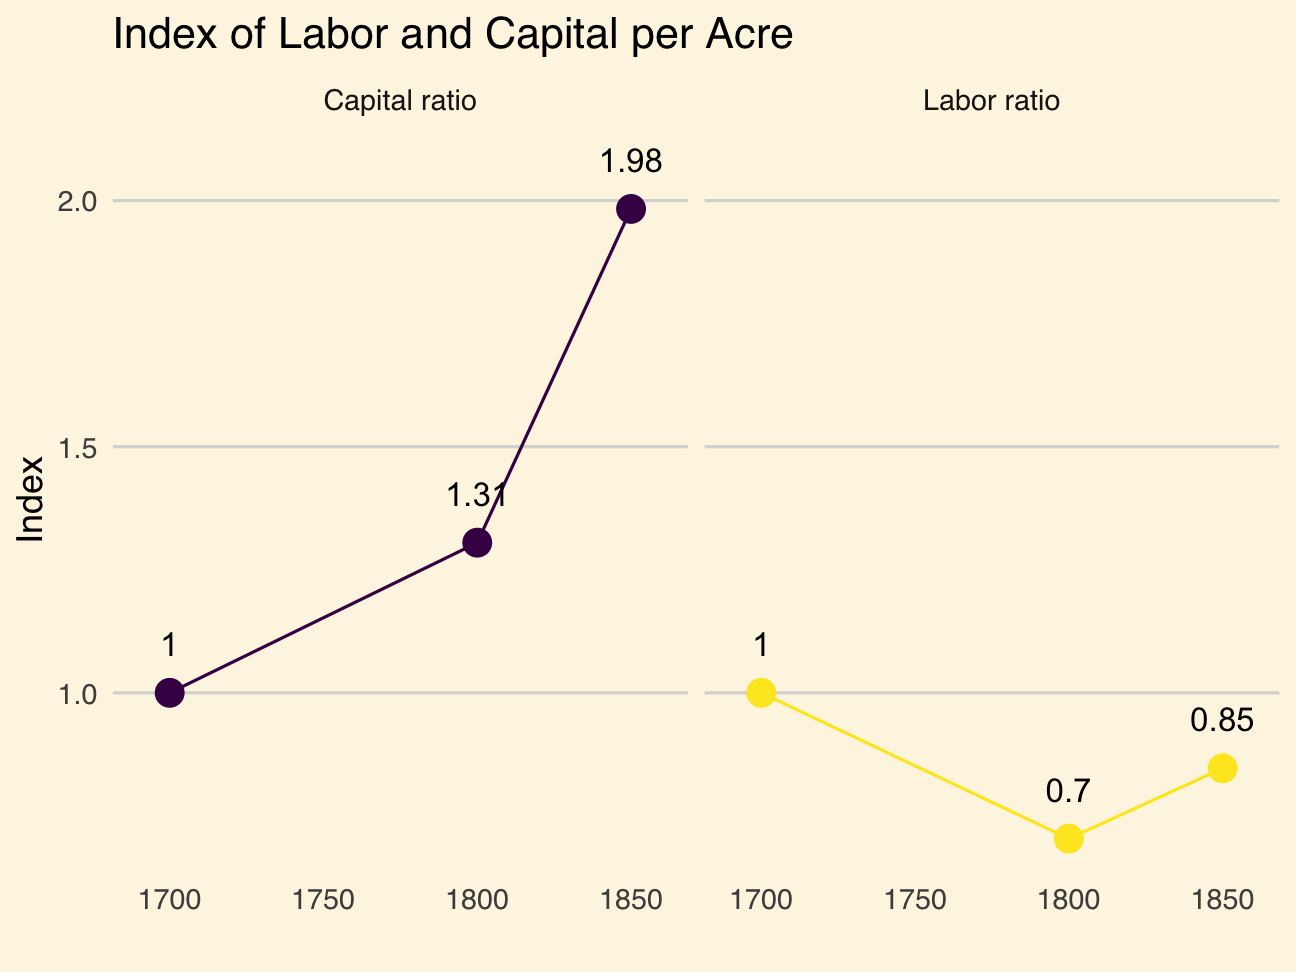 Index of Labor and Capital per Acre
Capital ratio
Labor ratio
Index
2.0
1.5
1.0
1.98
1.31
1
1
0.7
0.85
1700 1750 1800 1850
1700 1750 1800 1850